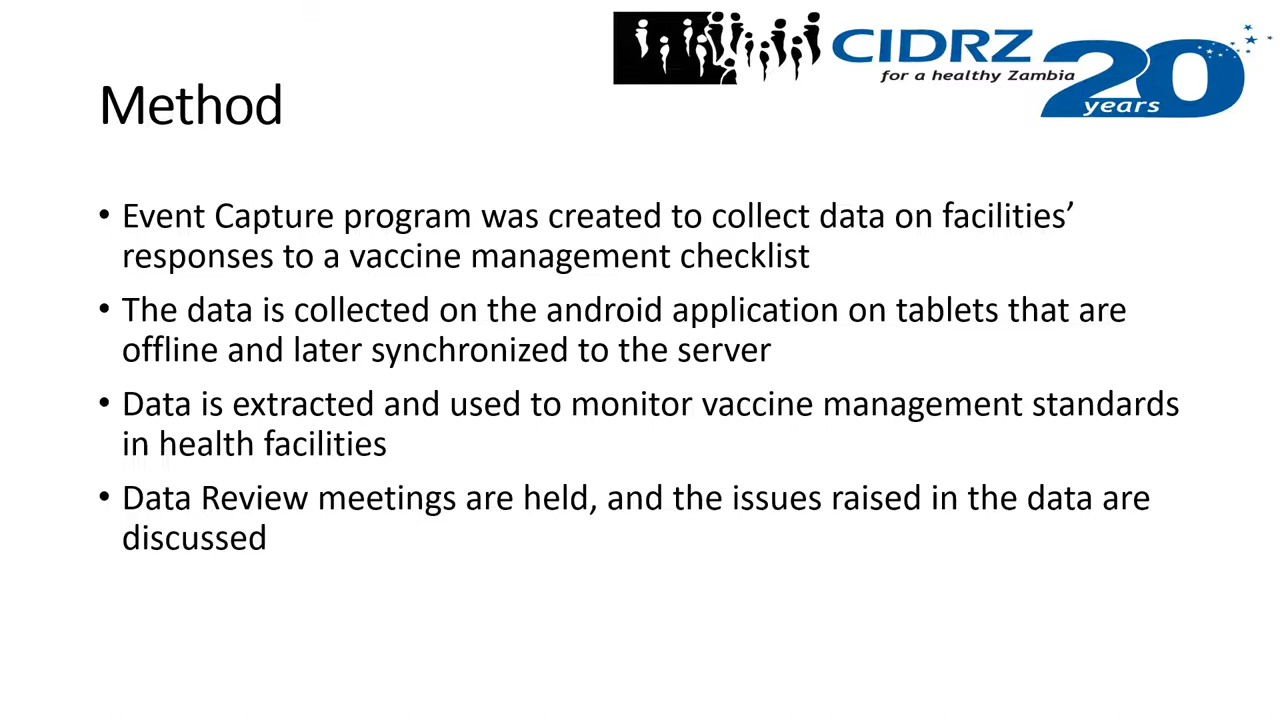 CIDRZ
for a healthy Zambia
20
years
Method
• Event Capture program was created to collect data on facilities’
responses to a vaccine management checklist
• The data is collected on the android application on tablets that are
offline and later synchronized to the server
• Data is extracted and used to monitor vaccine management standards
in health facilities
• Data Review meetings are held, and the issues raised in the data are
discussed